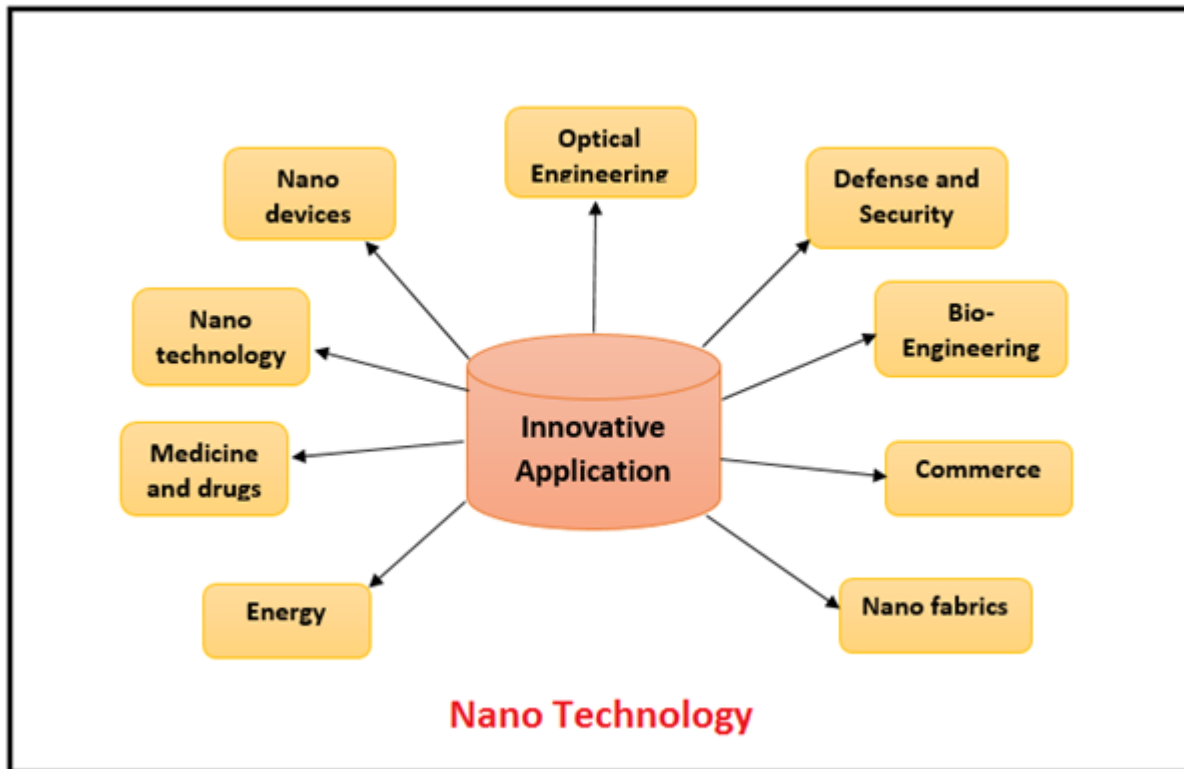 Optical
Engineering
Nano
devices
Defense and
Security
Nano
technology
Bio-
Engineering
Innovative
Application
Medicine
and drugs
Commerce
Energy
Nano fabrics
Nano Technology